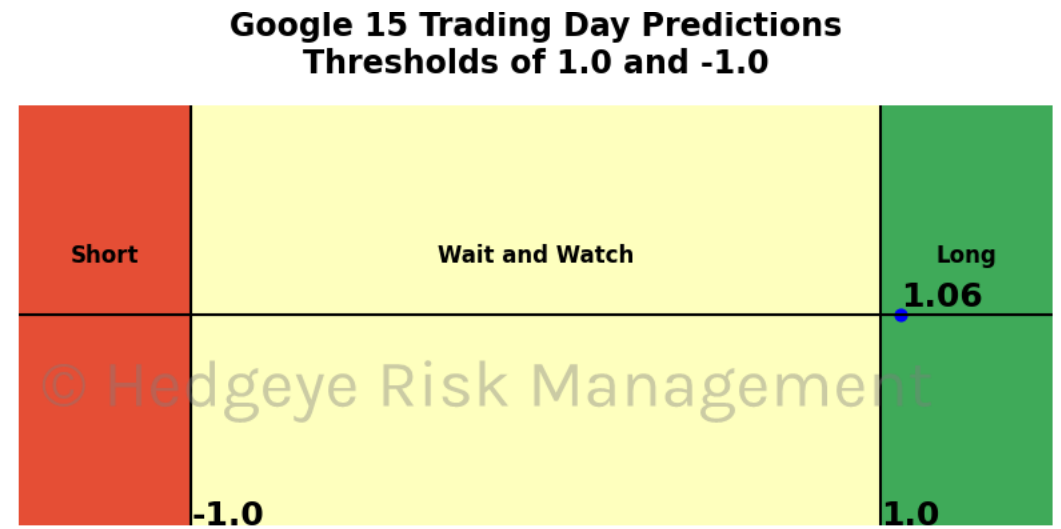 Google 15 Trading Day Predictions
Thresholds of 1.0 and -1.0
Short
Wait and Watch
Long
1.06
© Hedgeye Risk Management
-1.0
1.0